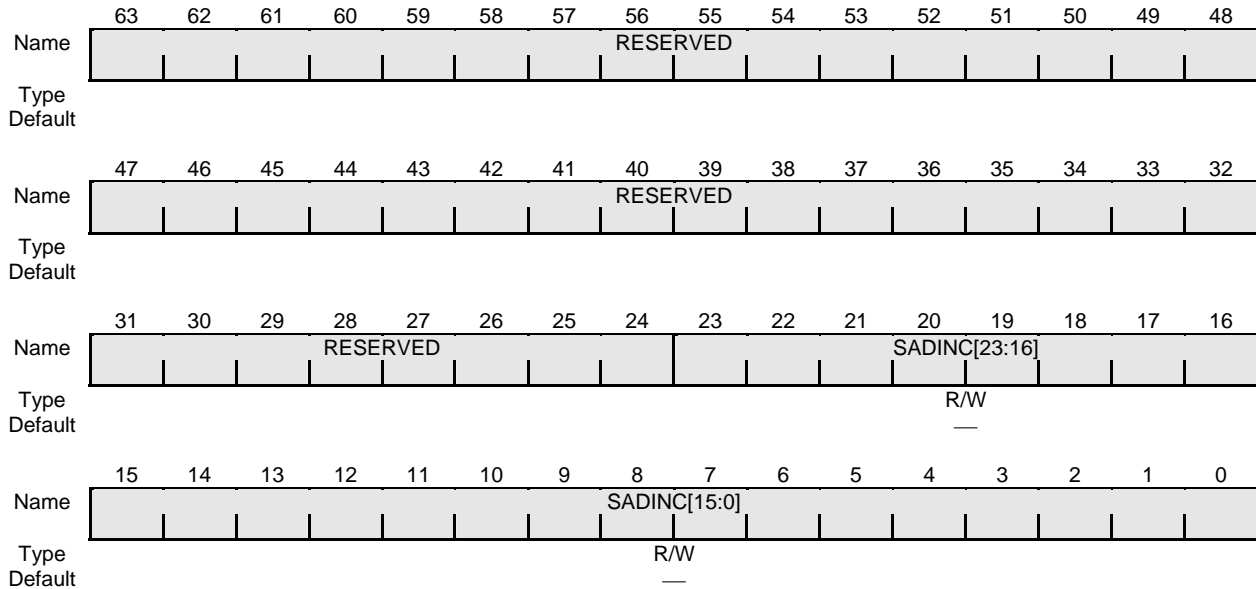 63 62 61 60 59 58 57 56 55 54 53 52 51 50 49 48
Name RESERVED
Type
Default
47 46 45 44 43 42 41 40 39 38 37 36 35 34 33 32
Name RESERVED
Type
Default
31 30 29 28 27 26 25 24 23 22 21 20 19 18 17 16
Name RESERVED SADINC[23:16]
Type R/W
Default —
15 14 13 12 11 10 9 8 7 6 5 4 3 2 1 0
Name SADINC[15:0]
Type R/W
Default —